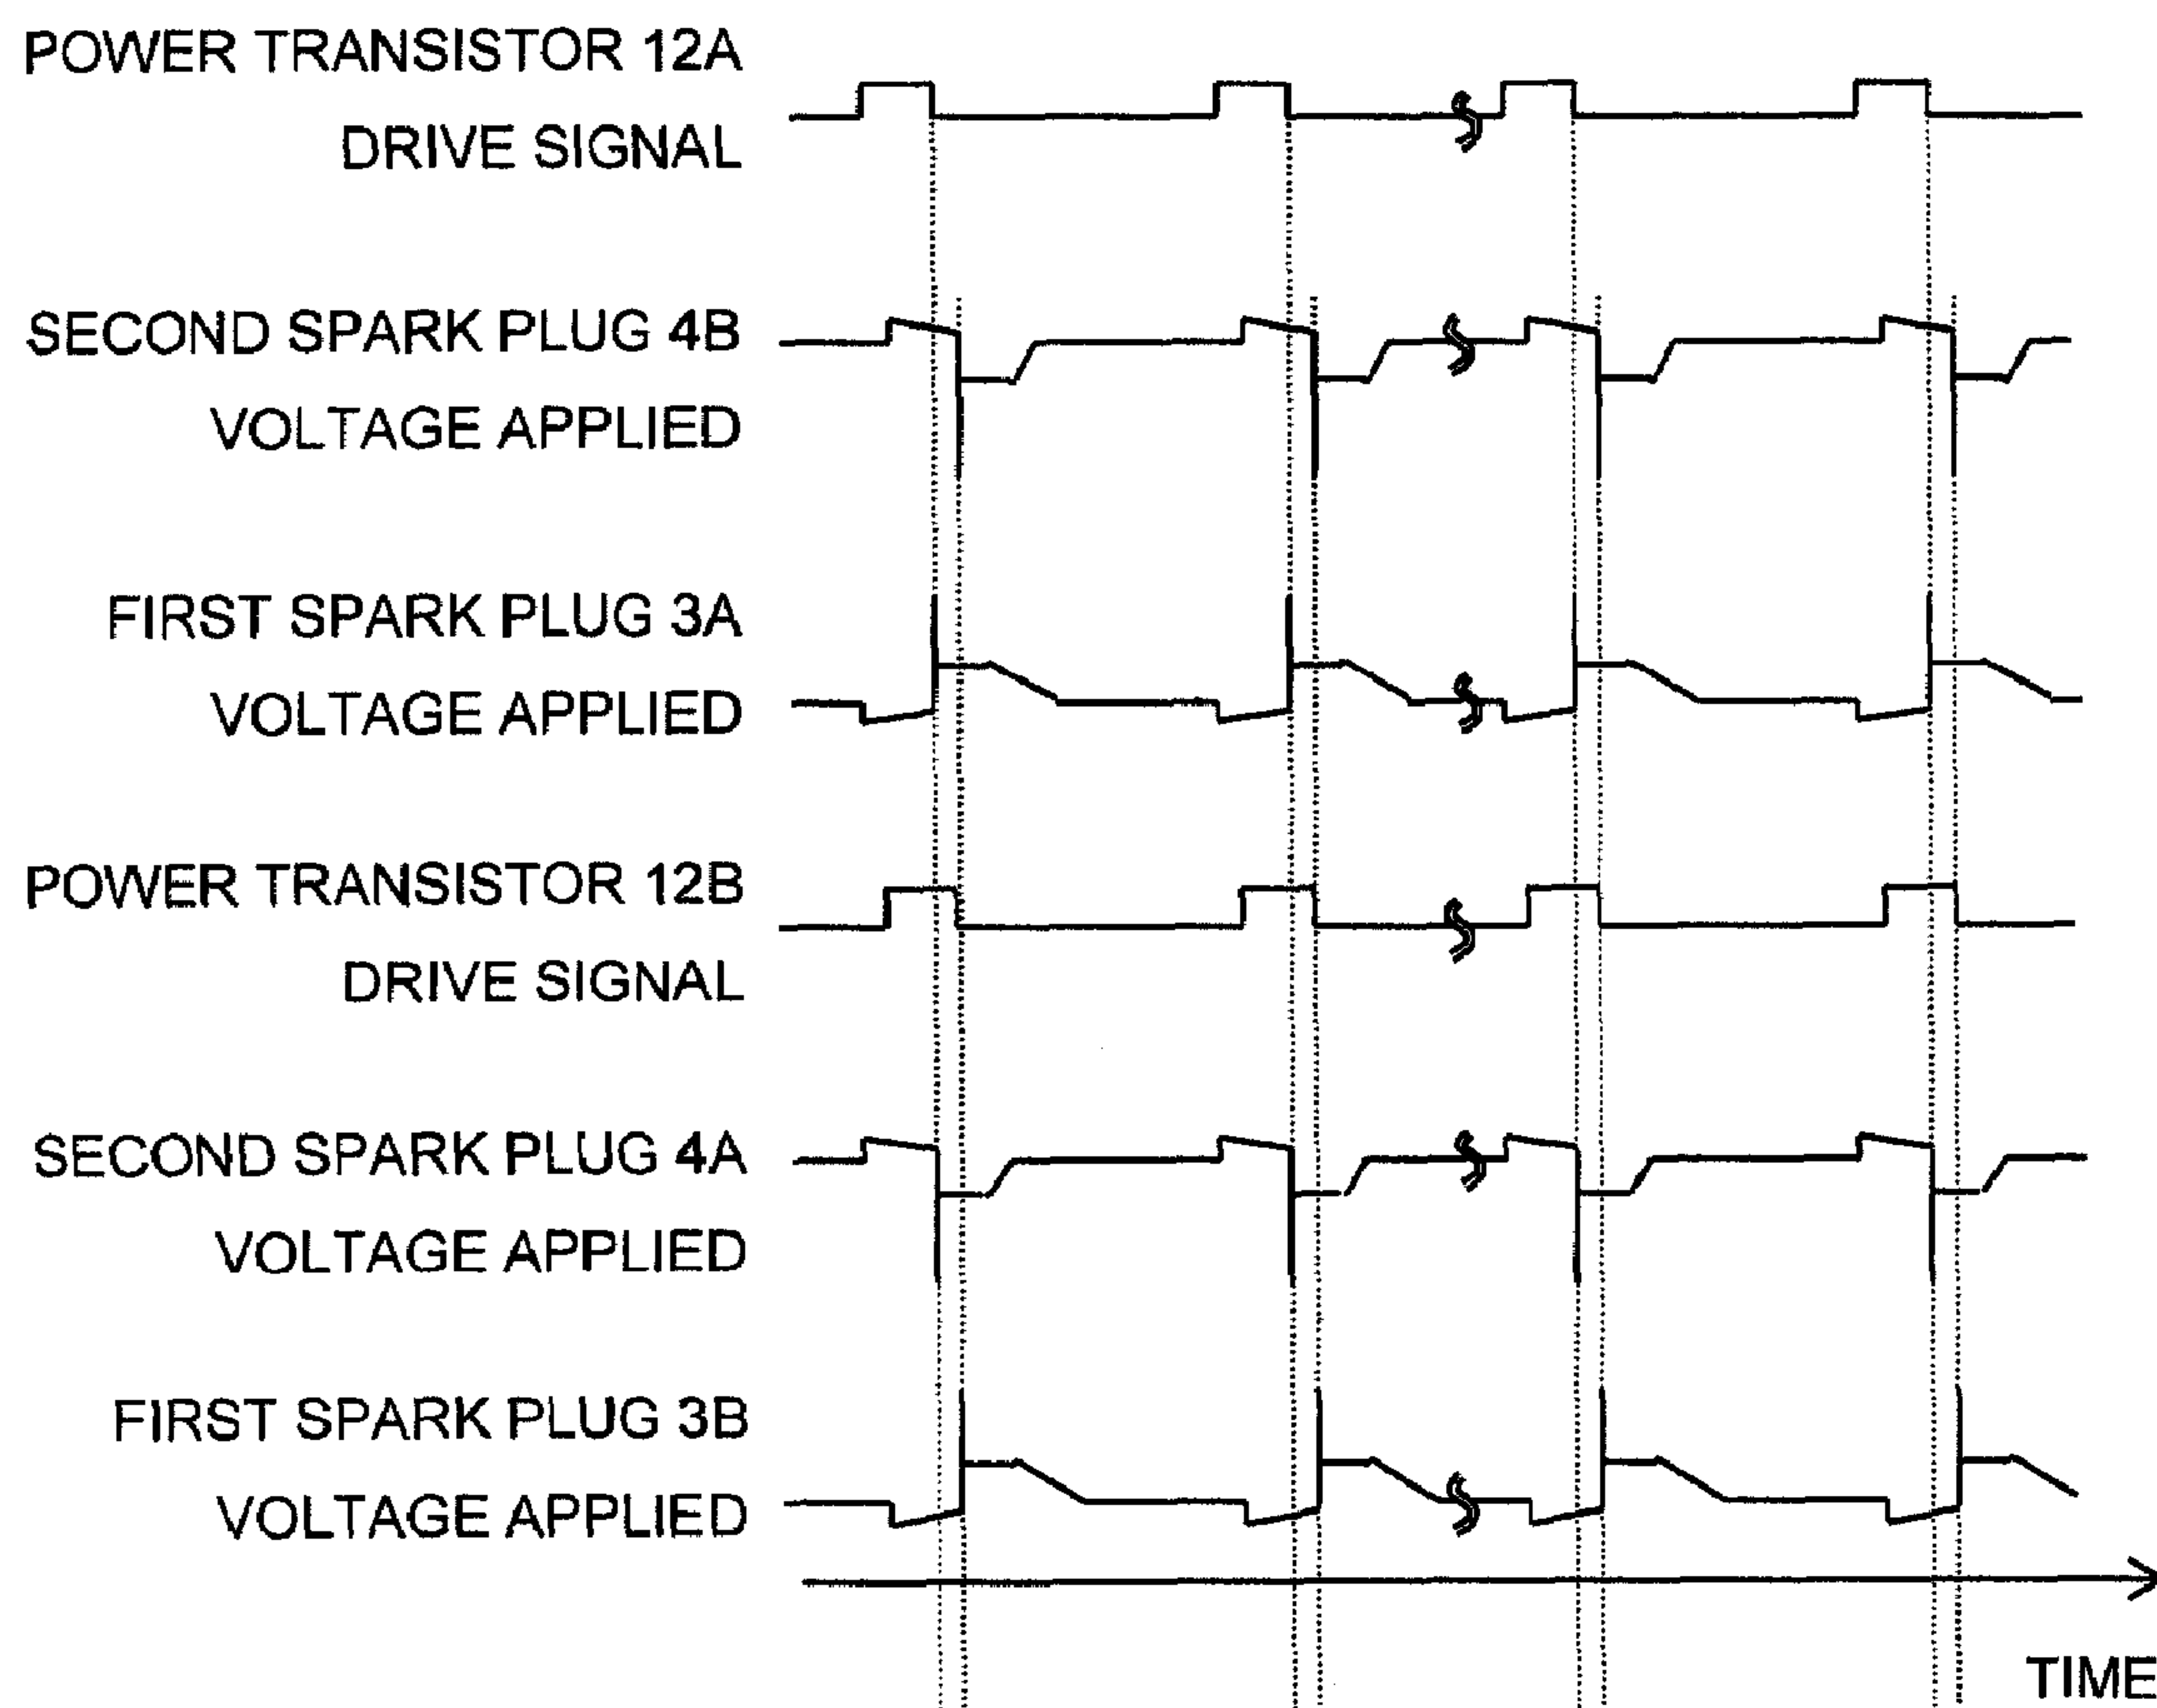 POWER TRANSISTOR 12A
DRIVE SIGNAL
SECOND SPARK PLUG 4B
VOLTAGE APPLIED
FIRST SPARK PLUG 3A
VOLTAGE APPLIED
POWER TRANSISTOR 12B
DRIVE SIGNAL
SECOND SPARK PLUG 4A
VOLTAGE APPLIED
FIRST SPARK PLUG 3B
VOLTAGE APPLIED
TIME